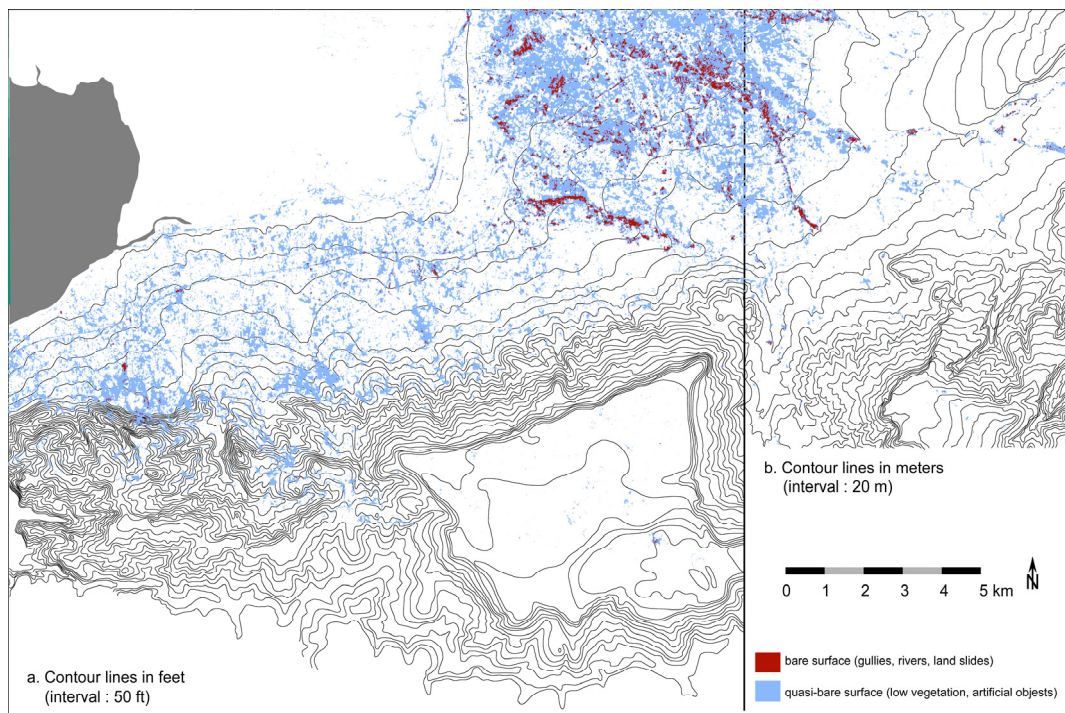 a. Contour lines in feet
(interval : 50 ft)
b. Contour lines in meters
(interval : 20 m)
0 1 2 3 4 5 km
N
bare surface (gullies, rivers, land slides)
quasi-bare surface (low vegetation, artificial objests)